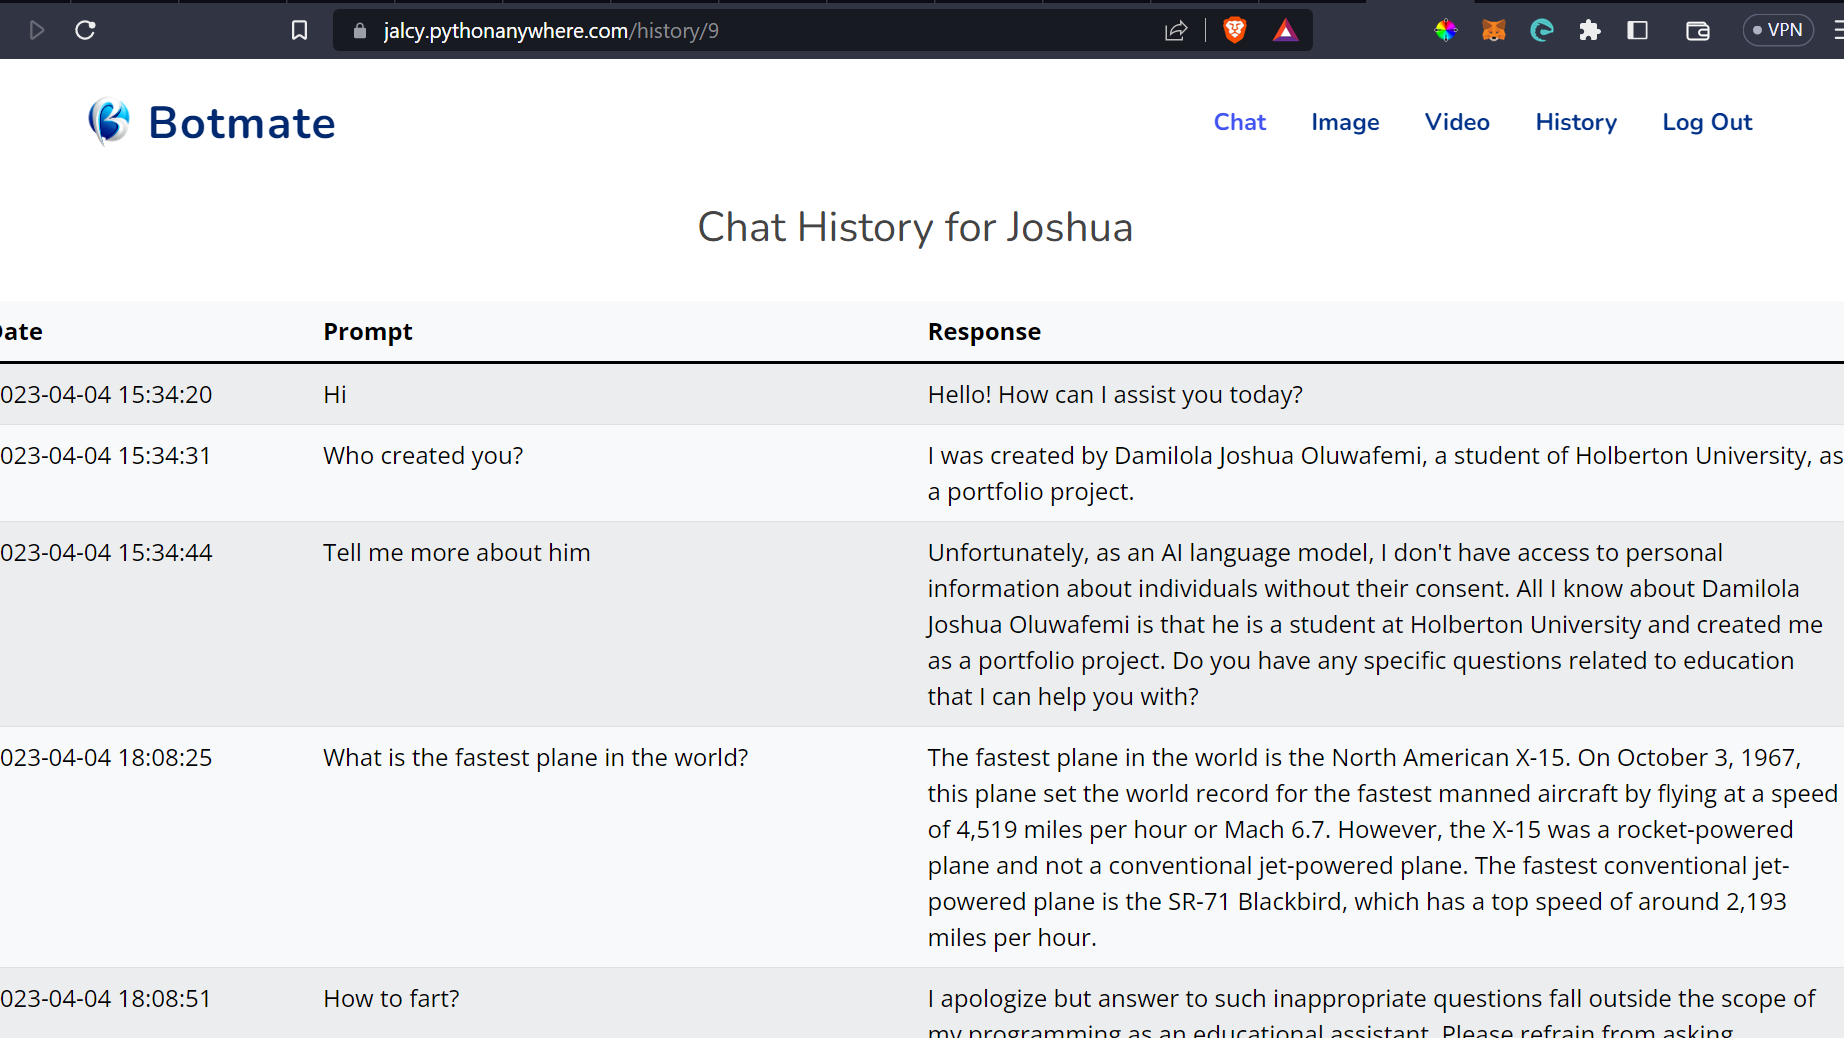 jalcy.pythonanywhere.com/history/9
VPN
Botmate
Chat Image Video History Log Out
Chat History for Joshua
ate Prompt Response
023-04-04 15:34:20 Hi Hello! How can I assist you today?
023-04-04 15:34:31 Who created you? I was created by Damilola Joshua Oluwafemi, a student of Holberton University, as
a portfolio project.
023-04-04 15:34:44 Tell me more about him Unfortunately, as an AI language model, I don't have access to personal
information about individuals without their consent. All I know about Damilola
Joshua Oluwafemi is that he is a student at Holberton University and created me
as a portfolio project. Do you have any specific questions related to education
that I can help you with?
023-04-04 18:08:25 What is the fastest plane in the world? The fastest plane in the world is the North American X-15. On October 3, 1967,
this plane set the world record for the fastest manned aircraft by flying at a speed
of 4,519 miles per hour or Mach 6.7. However, the X-15 was a rocket-powered
plane and not a conventional jet-powered plane. The fastest conventional jet-
powered plane is the SR-71 Blackbird, which has a top speed of around 2,193
miles per hour.
023-04-04 18:08:51 How to fart? I apologize but answer to such inappropriate questions fall outside the scope of
my programming as an educational assistant. Please refrain from asking